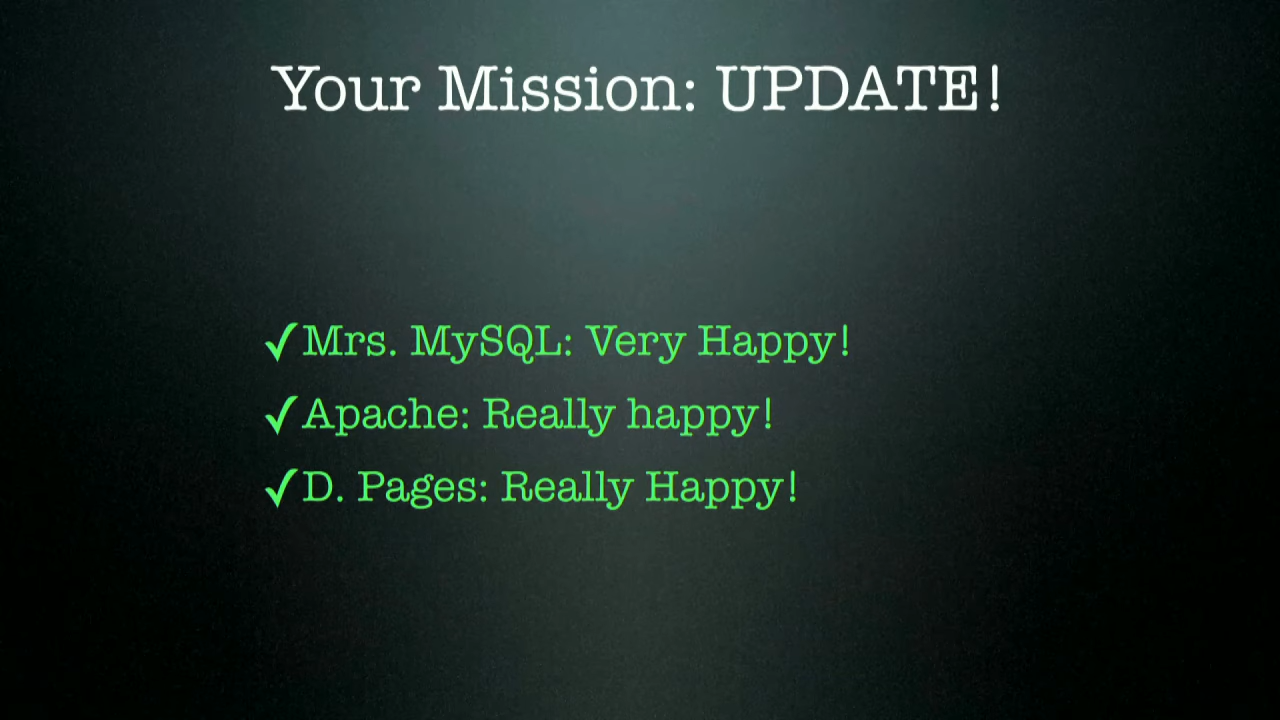 Your Mission: UPDATE!
✓Mrs. MySQL: Very Happy!
✓Apache: Really happy!
✓D. Pages: Really Happy!